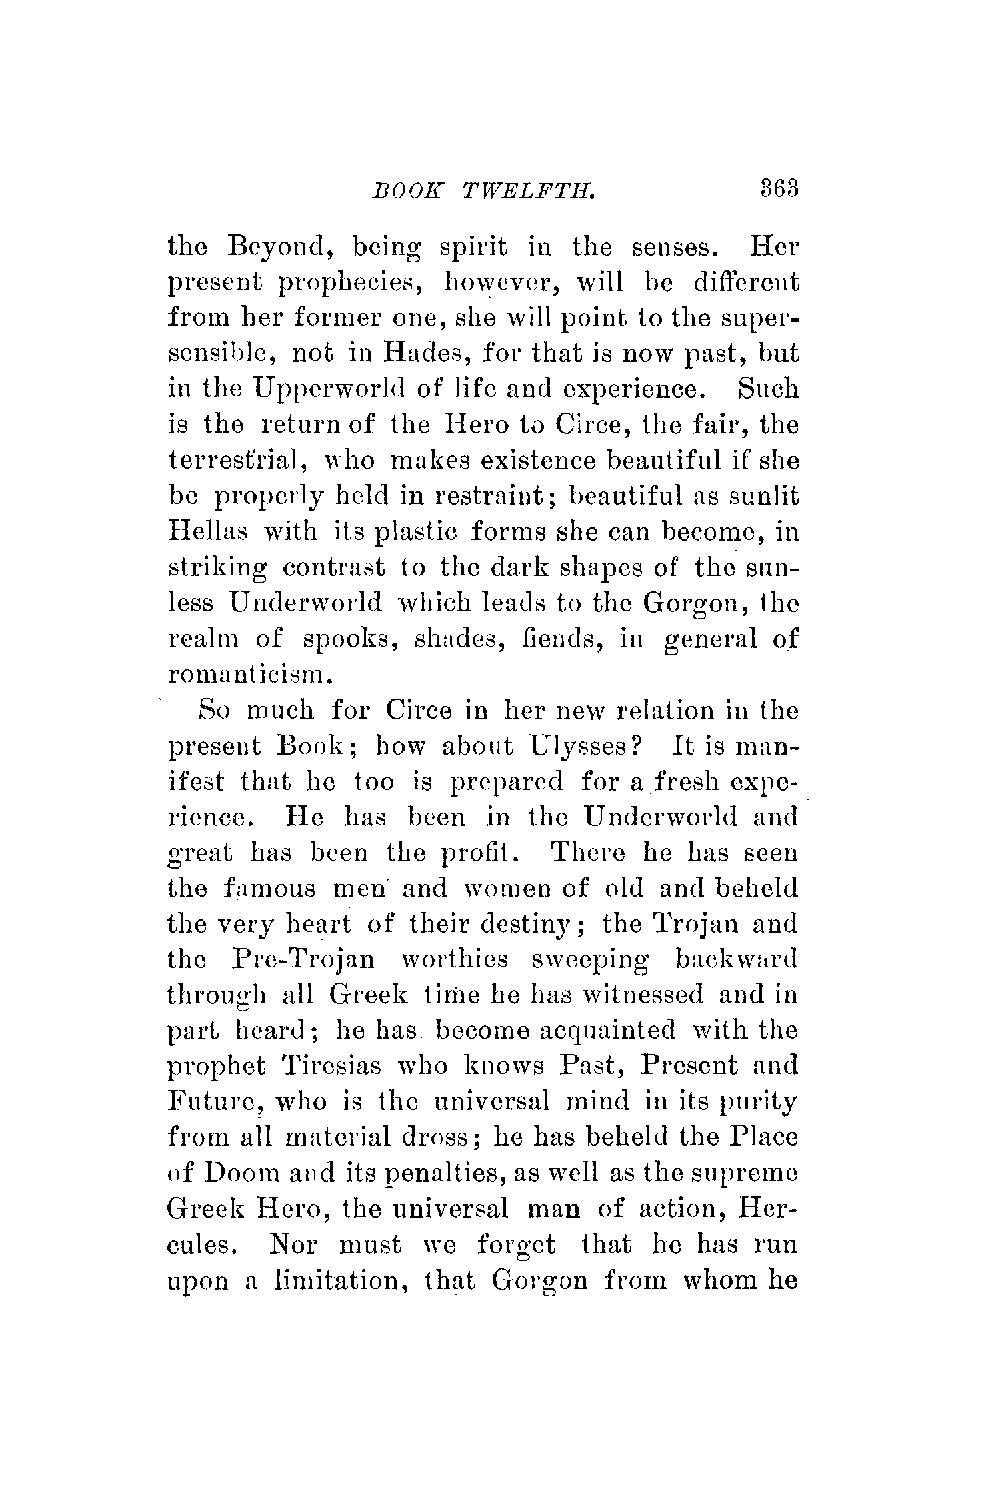 BOOK TWELFTH. 363
the Beyond, being spirit in the senses. Her
present prophecies, however, will be different
from her former one, she will point to the super-
sensible, not in Hades, for that is now past, but
in the Upperworld of life and experience. Such
is the return of the Hero to Circe, the fair, the
terrestrial, who makes existence beautiful if she
be properly held in restraint; beautiful as sunlit
Hellas with its plastic forms she can become, in
striking contrast to the dark shapes of the sun-
less Underworld which leads to the Gorgon, the
realm of spooks, shades, fiends, in general of
romanticism.
So much for Circe in her new relation in the
present Book; how about Ulysses? It is man-
ifest that he too is prepared for a fresh expe-
rience. He has been in the Underworld and
great has been the profit. There he has seen
the famous men and women of old and beheld
the very heart of their destiny; the Trojan and
the Pre-Trojan worthies sweeping backward
through all Greek time he has witnessed and in
part heard; he has become acquainted with the
prophet Tiresias who knows Past, Present and
Future, who is the universal mind in its purity
from all material dross; he has beheld the Place
of Doom and its penalties, as well as the supreme
Greek Hero, the universal man of action, Her-
cules. Nor must we forget that he has run
upon a limitation, that Gorgon from whom he